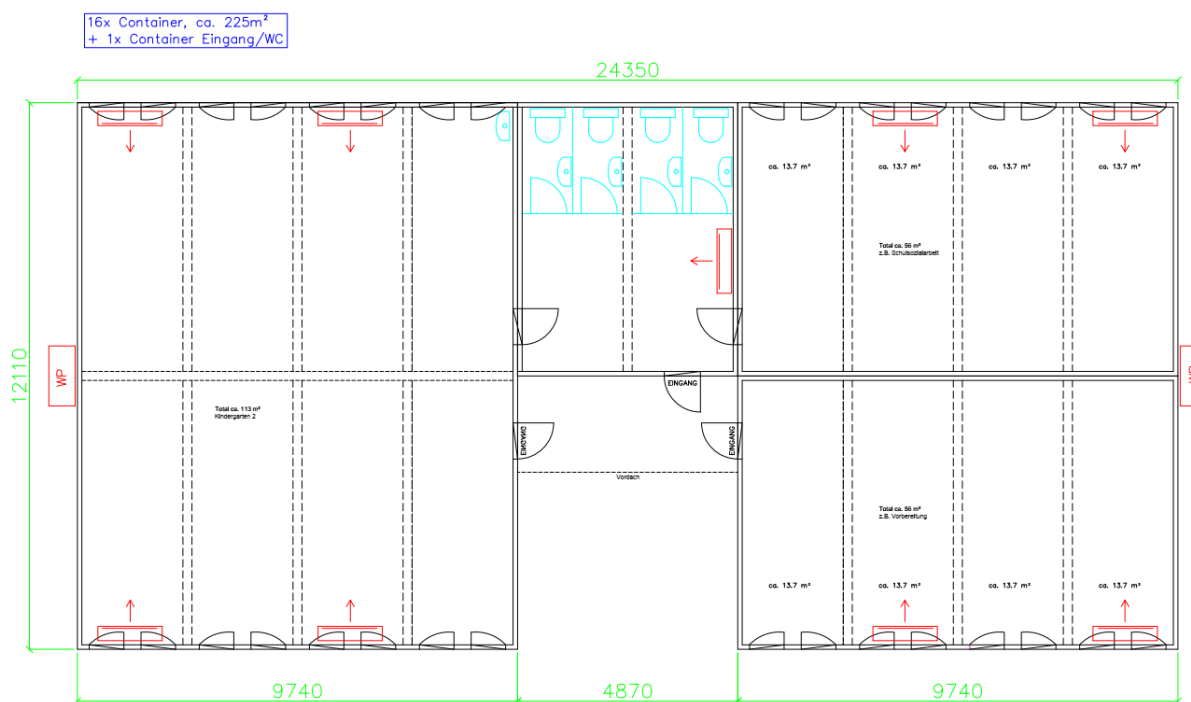 16x Container, ca. 225m²
+ 1x Container Eingang/WC
24350
ca. 13.7 m²
ca. 13.7 m²
ca. 13.7 m²
ca. 13.7 m²
Total ca. 56 m²
z.B. Schulsozialarbeit
12110
WP
WP
EINGANG
Total ca. 113 m²
Kindergarten 2
EINGANG
EINGANG
Vordach
Total ca. 56 m²
z.B. Vorbereitung
ca. 13.7 m²
ca. 13.7 m²
ca. 13.7 m²
ca. 13.7 m²
9740
4870
9740